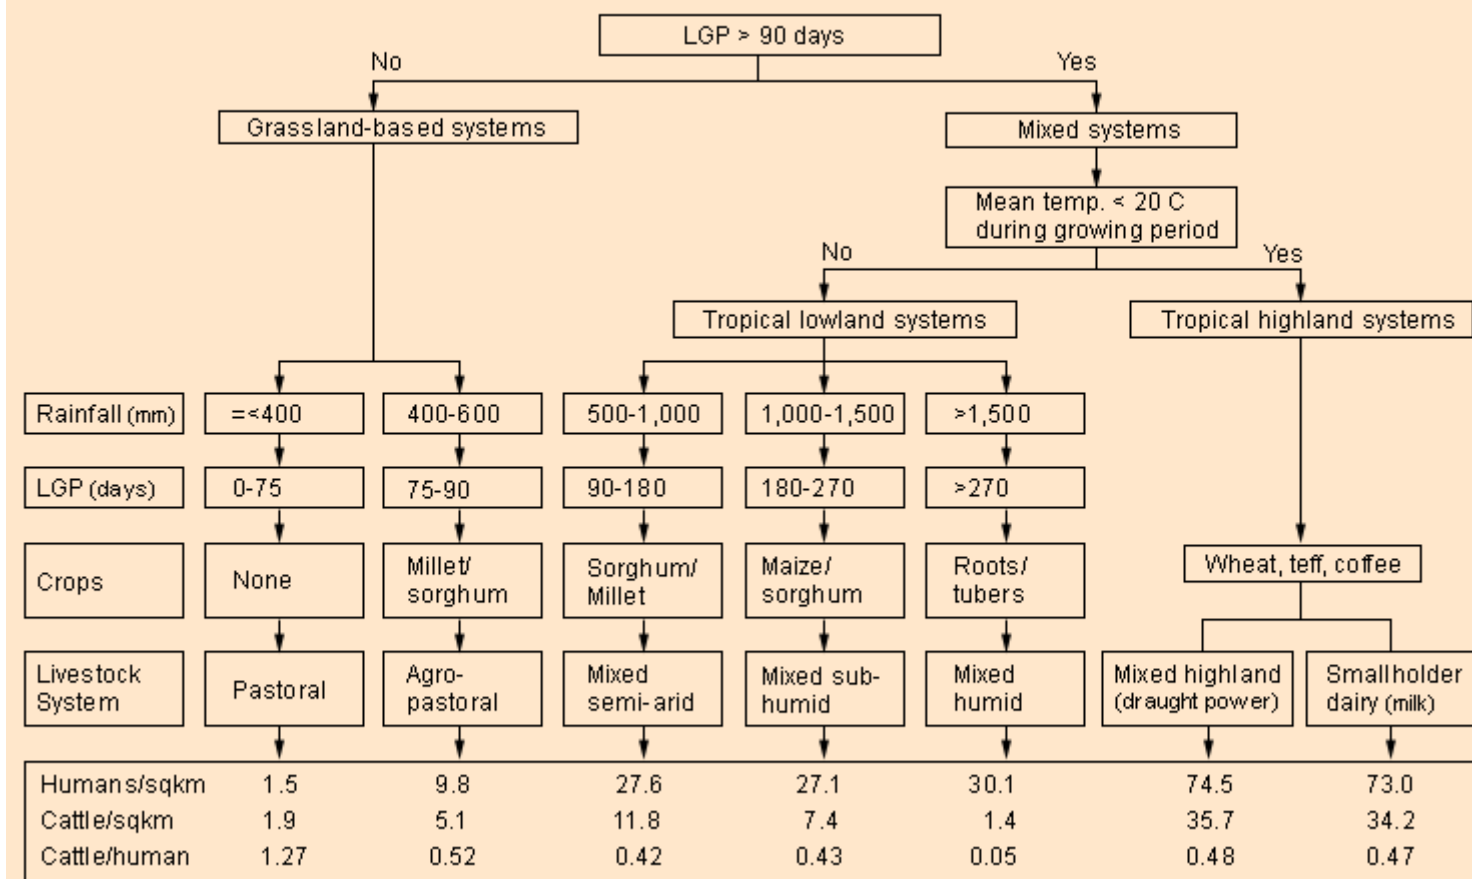 LGP > 90 days
No
Yes
Grassland-based systems
Mixed systems
Mean temp. < 20 C
during growing period
No
Yes
Tropical lowland systems
Tropical highland systems
Rainfall (mm)
=<400
400-600
500-1,000
1,000-1,500
>1,500
LGP (days)
0-75
75-90
90-180
180-270
>270
Crops
None
Millet/
sorghum
Sorghum/
Millet
Maize/
sorghum
Roots/
tubers
Wheat, teff, coffee
Livestock
System
Pastoral
Agro-
pastoral
Mixed
semi-arid
Mixed sub-
humid
Mixed
humid
Mixed highland
(draught power)
Smallholder
dairy (milk)
Humans/sqkm 1.5 9.8 27.6 27.1 30.1 74.5 73.0
Cattle/sqkm 1.9 5.1 11.8 7.4 1.4 35.7 34.2
Cattle/human 1.27 0.52 0.42 0.43 0.05 0.48 0.47